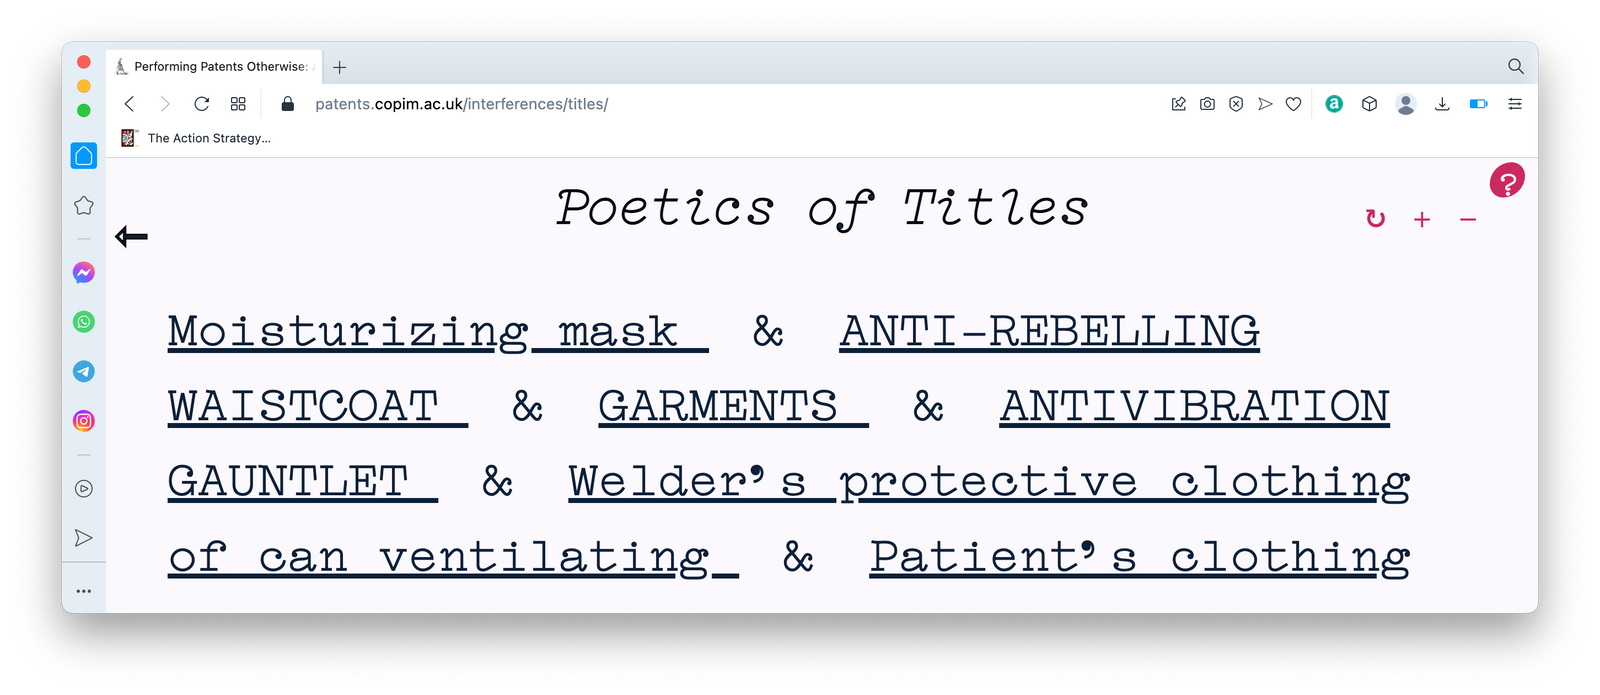 Performing Patents Otherwise:
patents.copim.ac.uk/interferences/titles/
The Action Strategy...
Poetics of Titles
?
↻ + −
Moisturizing mask & ANTI-REBELLING
WAISTCOAT & GARMENTS & ANTIVIBRATION
GAUNTLET & Welder’s protective clothing
of can ventilating & Patient’s clothing